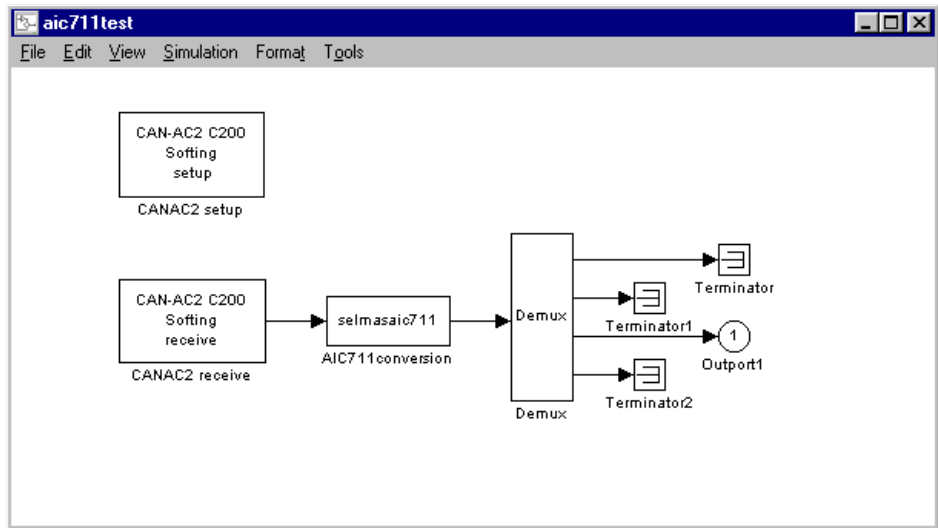 aic711test
File Edit View Simulation Format Tools
CAN-AC2 C200
Softing
setup
CANAC2 setup
CAN-AC2 C200
Softing
receive
CANAC2 receive
selmasaic711
AIC711conversion
Demux
Demux
Terminator
Terminator1
1
Outport1
Terminator2